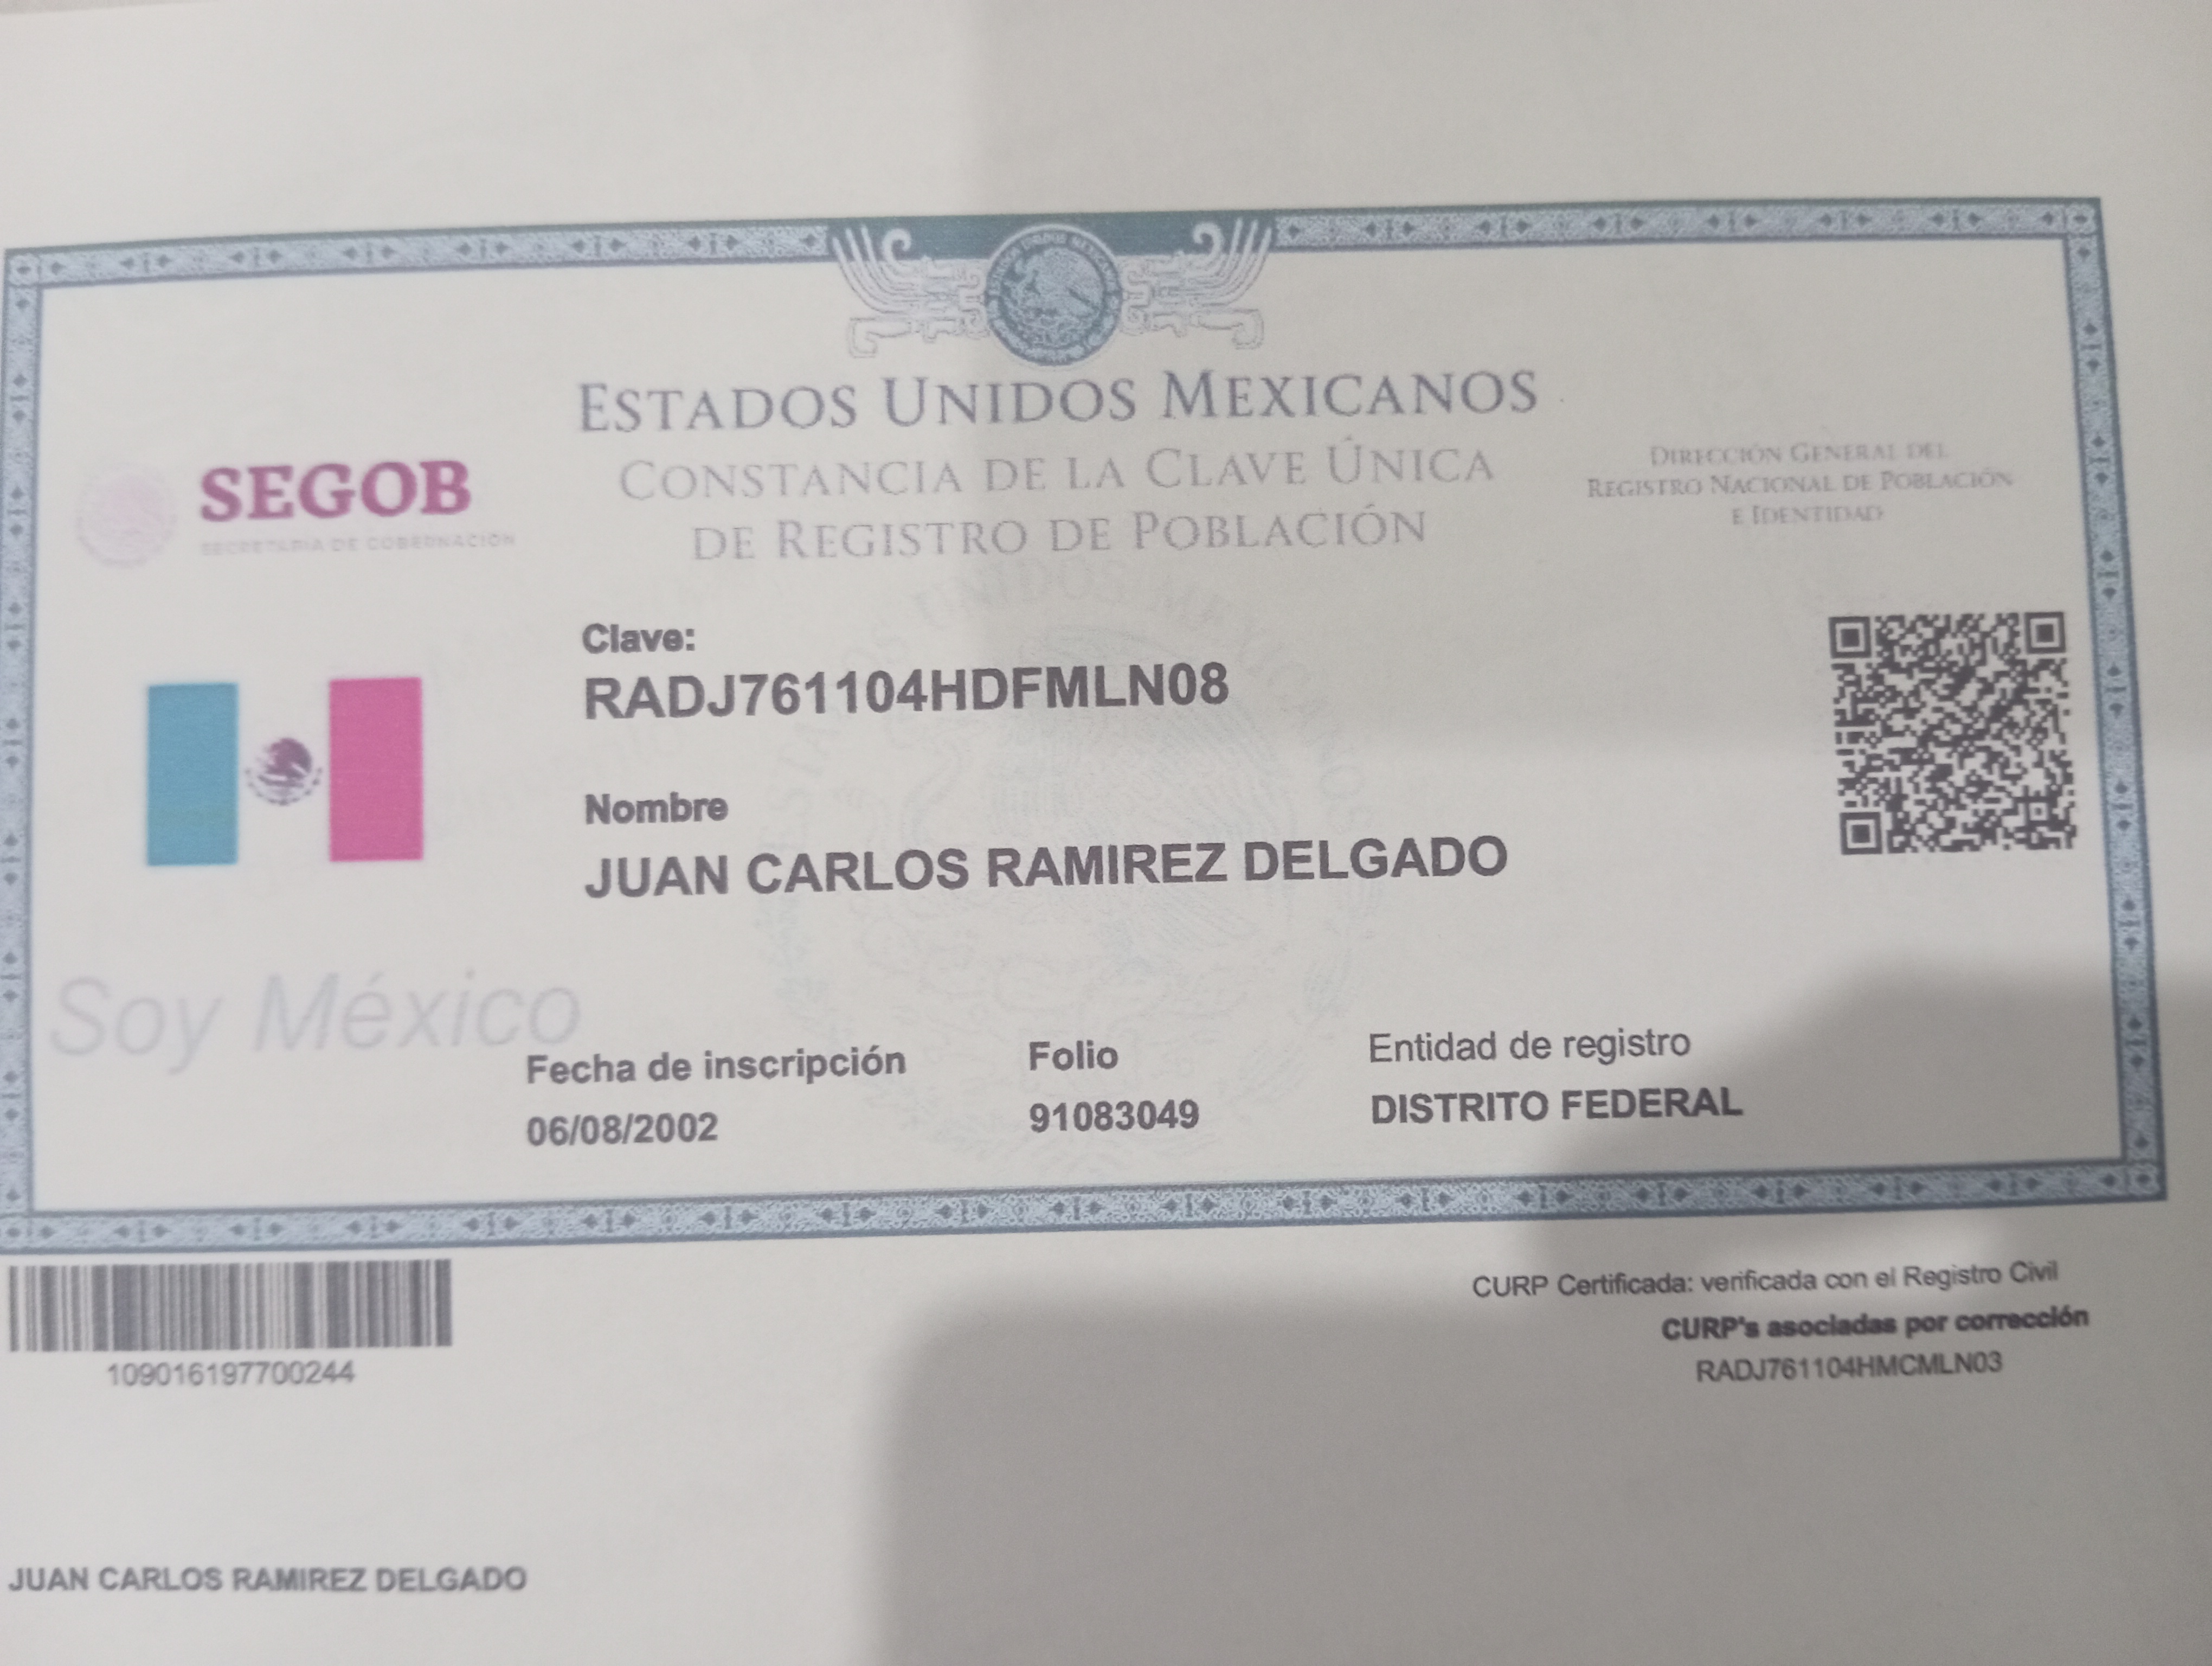 ESTADOS UNIDOS MEXICANOS
CONSTANCIA DE LA CLAVE ÚNICA
DE REGISTRO DE POBLACIÓN
SEGOB
SECRETARÍA DE GOBERNACIÓN
DIRECCIÓN GENERAL DEL
REGISTRO NACIONAL DE POBLACIÓN
E IDENTIDAD
Clave:
RADJ761104HDFMLN08
Nombre
JUAN CARLOS RAMIREZ DELGADO
Soy México
Fecha de inscripción
06/08/2002
Folio
91083049
Entidad de registro
DISTRITO FEDERAL
109016197700244
CURP Certificada: verificada con el Registro Civil
CURP's asociadas por corrección
RADJ761104HMCMLN03
JUAN CARLOS RAMIREZ DELGADO